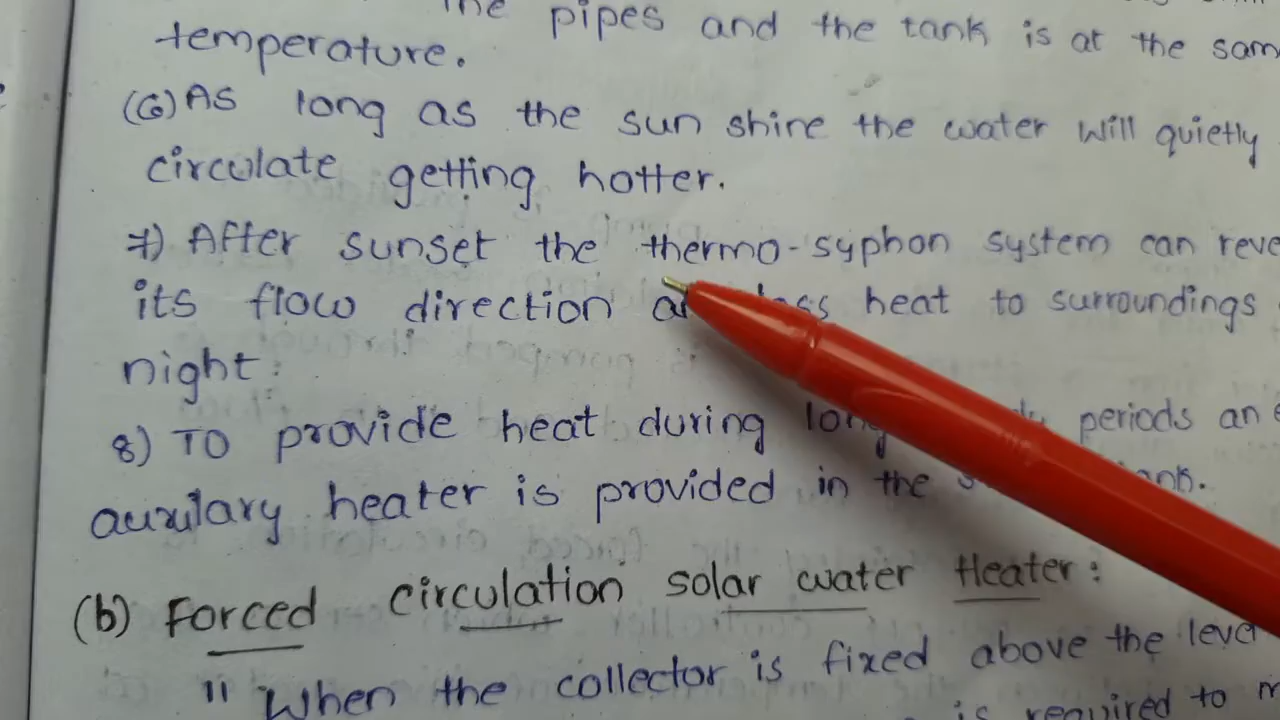 the pipes and the tank is at the sam
temperature.
(6) As long as the sun shine the water will quietly
circulate getting hotter.
7) After sunset the thermo-syphon system can reve
its flow direction heat to surroundings
night.
8) To provide heat during periods an
auxilary heater is provided in the
(b) Forced circulation solar water Heater:
" When the collector is fixed above the level
is required to